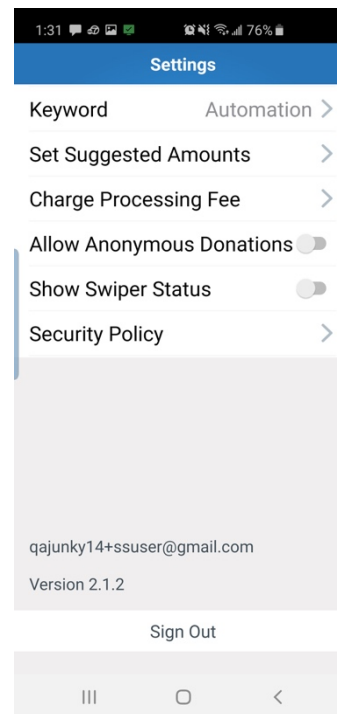 1:31 76%
Settings
Keyword Automation
Set Suggested Amounts
Charge Processing Fee
Allow Anonymous Donations
Show Swiper Status
Security Policy
qajunky14+ssuser@gmail.com
Version 2.1.2
Sign Out